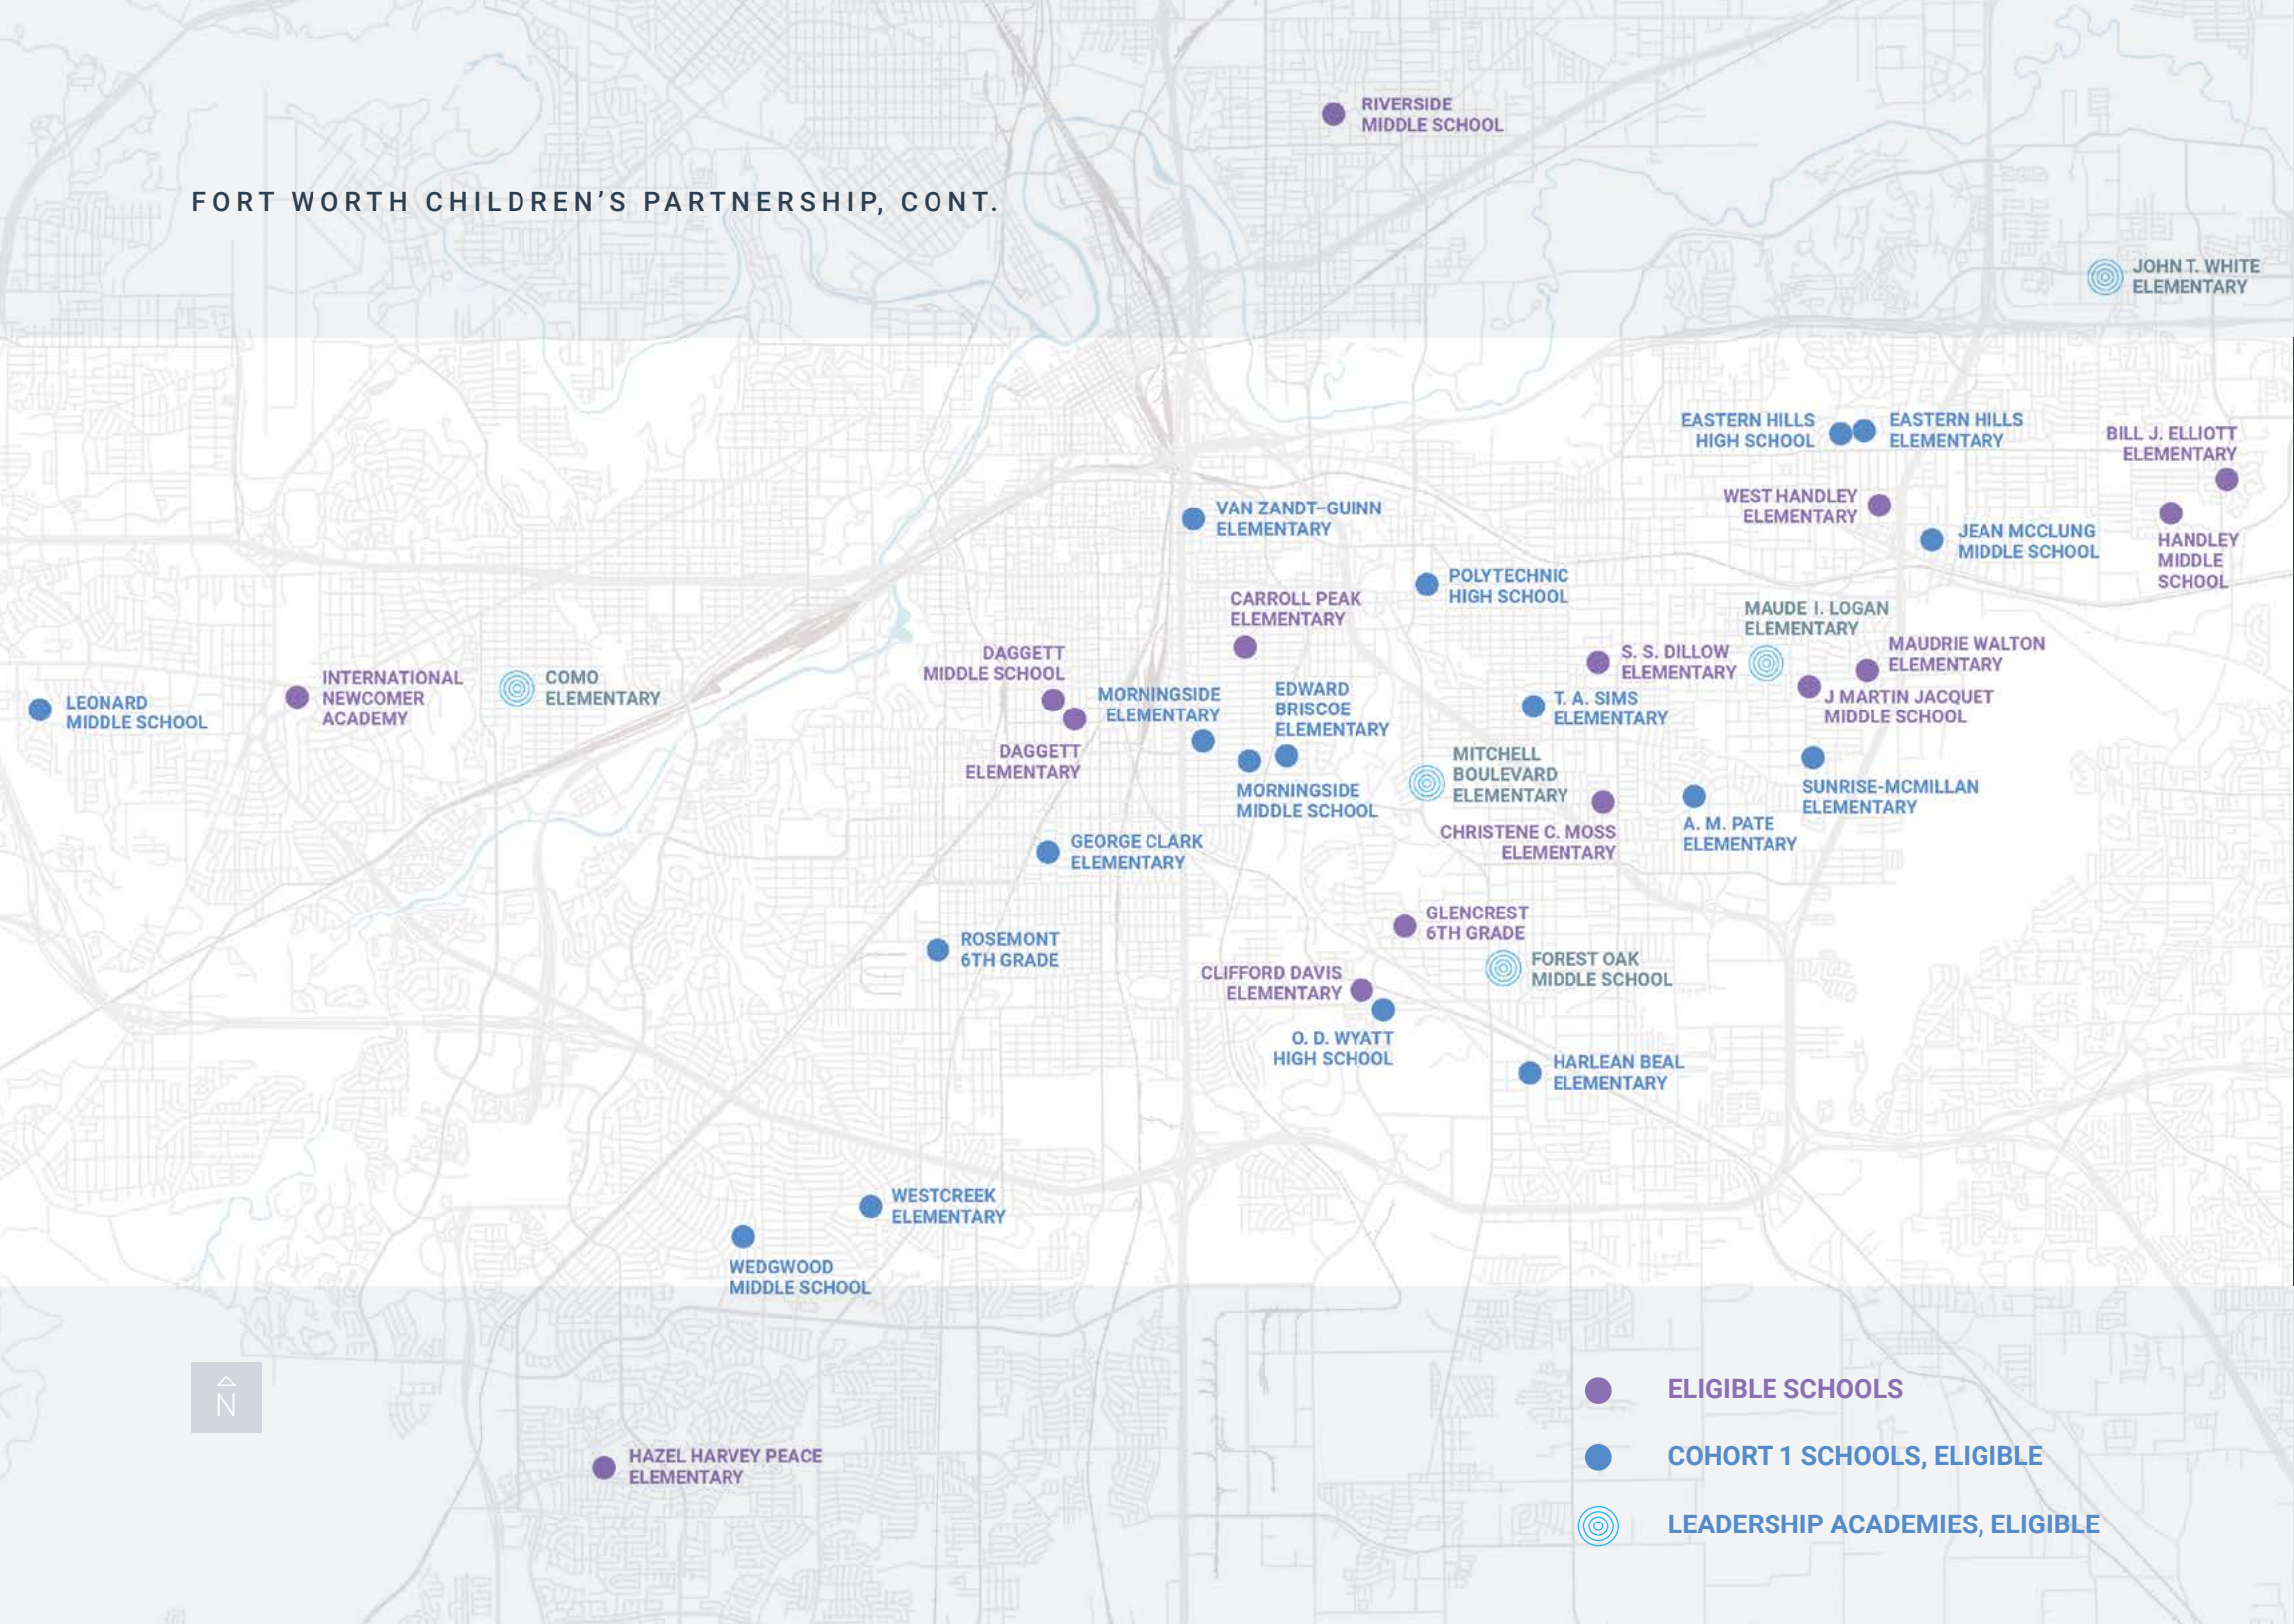 RIVERSIDE
MIDDLE SCHOOL
FORT WORTH CHILDREN'S PARTNERSHIP, CONT.
JOHN T. WHITE
ELEMENTARY
EASTERN HILLS
HIGH SCHOOL
EASTERN HILLS
ELEMENTARY
BILL J. ELLIOTT
ELEMENTARY
WEST HANDLEY
ELEMENTARY
VAN ZANDT–GUINN
ELEMENTARY
JEAN MCCLUNG
MIDDLE SCHOOL
HANDLEY
MIDDLE
SCHOOL
POLYTECHNIC
HIGH SCHOOL
CARROLL PEAK
ELEMENTARY
MAUDE I. LOGAN
ELEMENTARY
MAUDRIE WALTON
ELEMENTARY
S. S. DILLOW
ELEMENTARY
DAGGETT
MIDDLE SCHOOL
INTERNATIONAL
NEWCOMER
ACADEMY
COMO
ELEMENTARY
LEONARD
MIDDLE SCHOOL
MORNINGSIDE
ELEMENTARY
EDWARD
BRISCOE
ELEMENTARY
T. A. SIMS
ELEMENTARY
J MARTIN JACQUET
MIDDLE SCHOOL
DAGGETT
ELEMENTARY
MITCHELL
BOULEVARD
ELEMENTARY
MORNINGSIDE
MIDDLE SCHOOL
SUNRISE-MCMILLAN
ELEMENTARY
A. M. PATE
ELEMENTARY
CHRISTENE C. MOSS
ELEMENTARY
GEORGE CLARK
ELEMENTARY
GLENCREST
6TH GRADE
ROSEMONT
6TH GRADE
FOREST OAK
MIDDLE SCHOOL
CLIFFORD DAVIS
ELEMENTARY
O. D. WYATT
HIGH SCHOOL
HARLEAN BEAL
ELEMENTARY
WESTCREEK
ELEMENTARY
WEDGWOOD
MIDDLE SCHOOL
N
HAZEL HARVEY PEACE
ELEMENTARY
ELIGIBLE SCHOOLS
COHORT 1 SCHOOLS, ELIGIBLE
LEADERSHIP ACADEMIES, ELIGIBLE